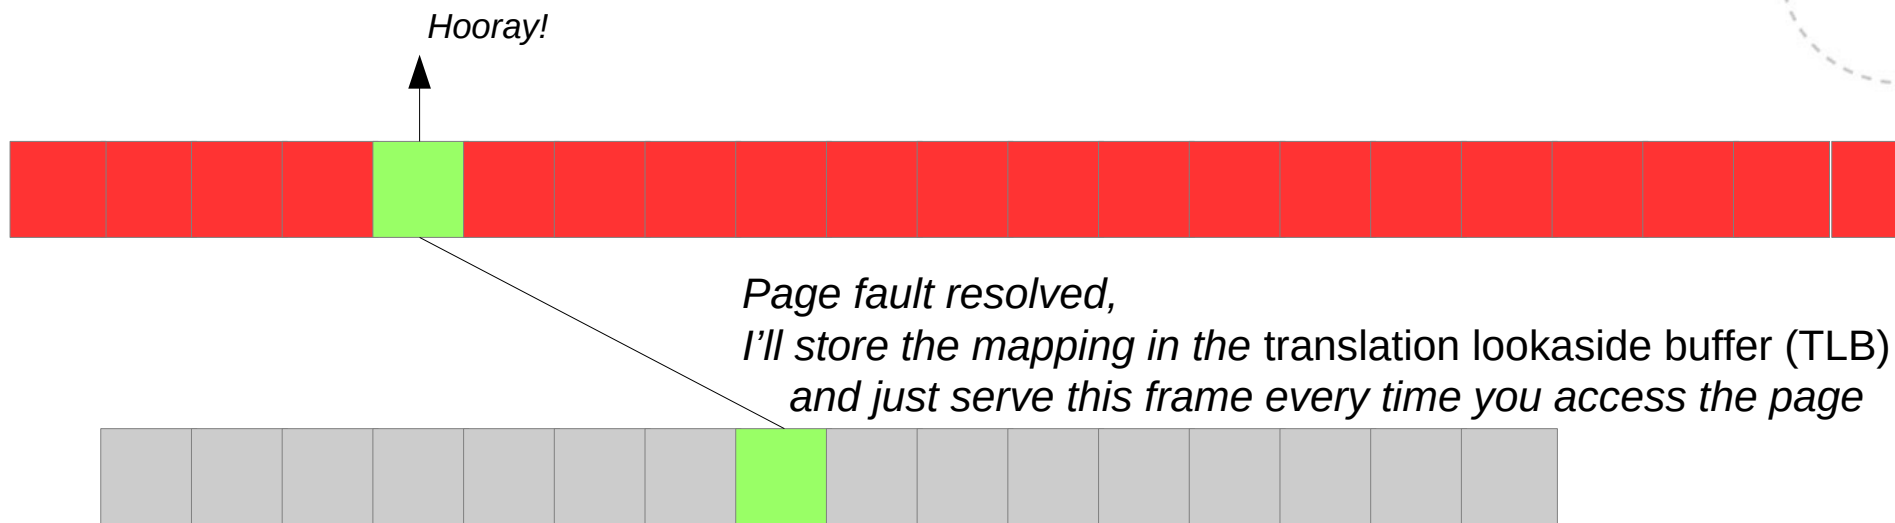 Hooray!
Page fault resolved,
I’ll store the mapping in the translation lookaside buffer (TLB)
and just serve this frame every time you access the page